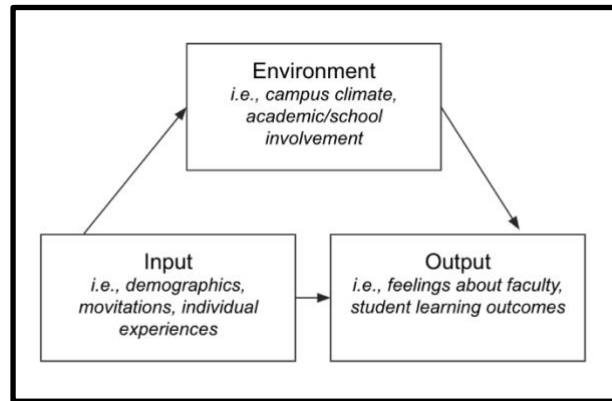 Environment
i.e., campus climate,
academic/school
involvement
Input
i.e., demographics,
movitations, individual
experiences
Output
i.e., feelings about faculty,
student learning outcomes